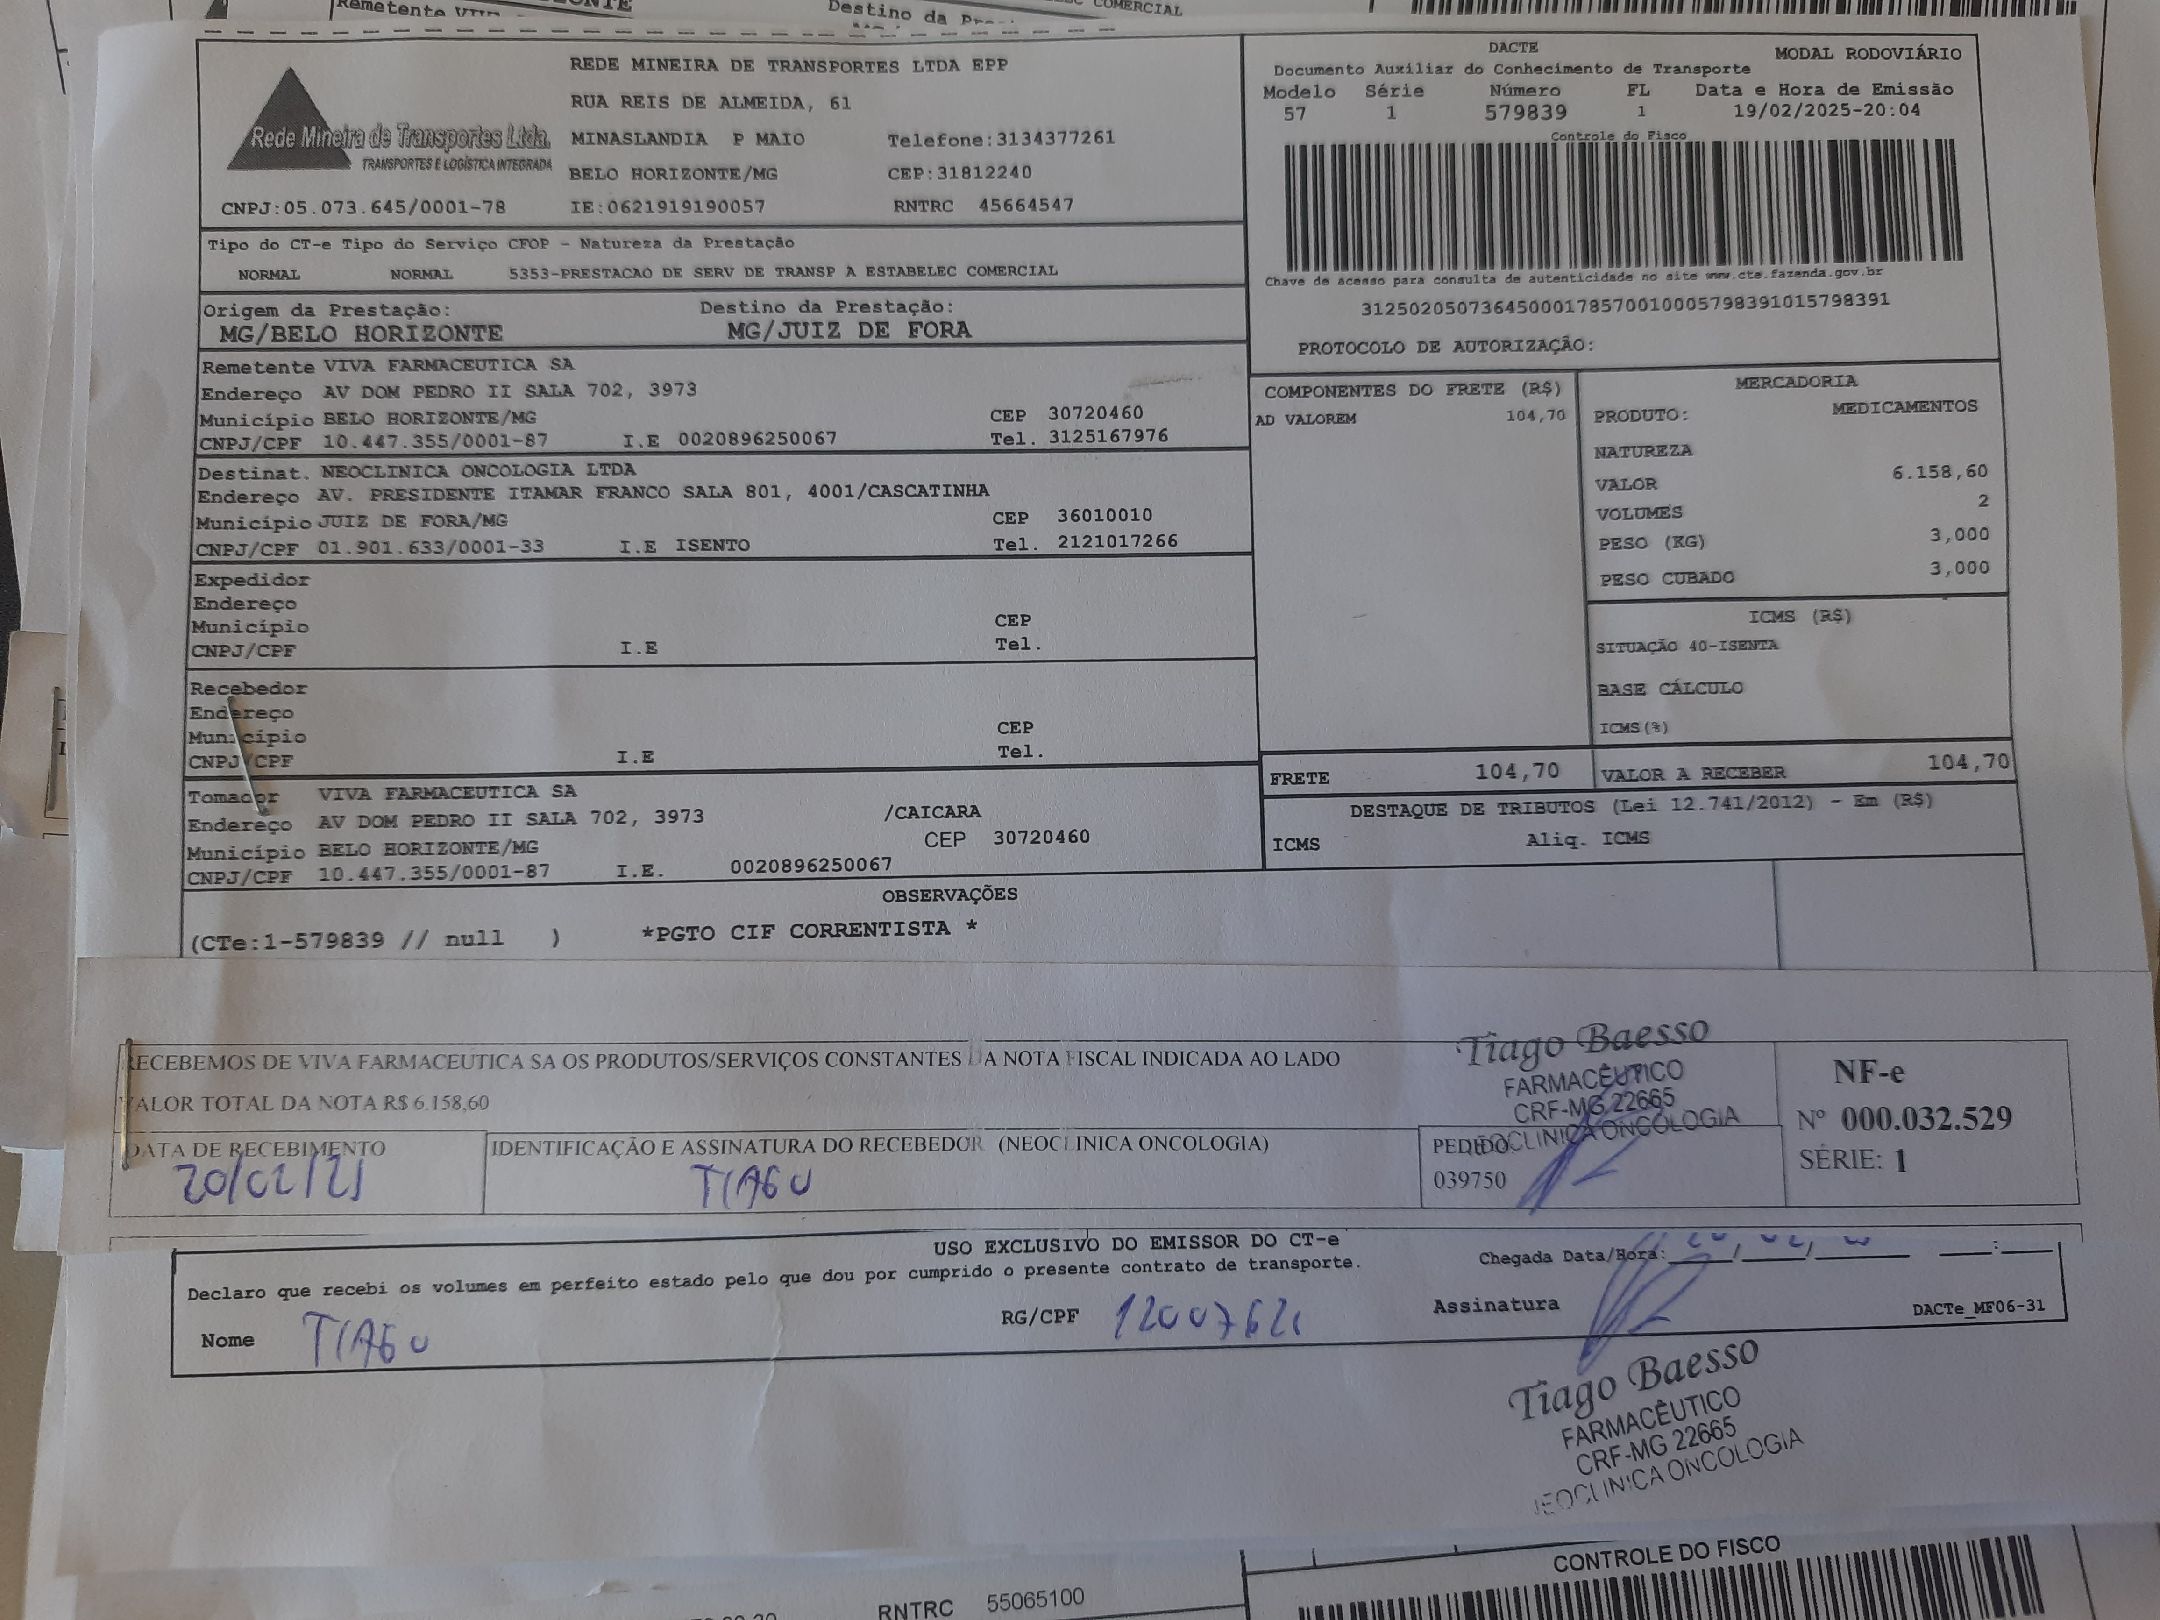 Remetente
Destino da
COMERCIAL
REDE MINEIRA DE TRANSPORTES LTDA EPP
RUA REIS DE ALMEIDA, 61
MINASLANDIA P MAIO Telefone:3134377261
BELO HORIZONTE/MG CEP:31812240
Rede Mineira de Transportes Ltda.
TRANSPORTES E LOGÍSTICA INTEGRADA
CNPJ:05.073.645/0001-78 IE:0621919190057 RNTRC 45664547
DACTE MODAL RODOVIÁRIO
Documento Auxiliar do Conhecimento de Transporte
Modelo Série Número FL Data e Hora de Emissão
57 1 579839 1 19/02/2025-20:04
Controle do Fisco
Chave de acesso para consulta de autenticidade no site www.cte.fazenda.gov.br
31250205073645000178570010005798391015798391
PROTOCOLO DE AUTORIZAÇÃO:
Tipo do CT-e Tipo do Serviço CFOP - Natureza da Prestação
NORMAL NORMAL 5353-PRESTACAO DE SERV DE TRANSP A ESTABELEC COMERCIAL
Origem da Prestação: Destino da Prestação:
MG/BELO HORIZONTE MG/JUIZ DE FORA
Remetente VIVA FARMACEUTICA SA
Endereço AV DOM PEDRO II SALA 702, 3973
Município BELO HORIZONTE/MG CEP 30720460
CNPJ/CPF 10.447.355/0001-87 I.E 0020896250067 Tel. 3125167976
Destinat. NEOCLINICA ONCOLOGIA LTDA
Endereço AV. PRESIDENTE ITAMAR FRANCO SALA 801, 4001/CASCATINHA
Município JUIZ DE FORA/MG CEP 36010010
CNPJ/CPF 01.901.633/0001-33 I.E ISENTO Tel. 2121017266
Expedidor
Endereço
Município CEP
CNPJ/CPF I.E Tel.
Recebedor
Endereço
Município CEP
CNPJ/CPF I.E Tel.
Tomador VIVA FARMACEUTICA SA
Endereço AV DOM PEDRO II SALA 702, 3973 /CAICARA
Município BELO HORIZONTE/MG CEP 30720460
CNPJ/CPF 10.447.355/0001-87 I.E. 0020896250067
COMPONENTES DO FRETE (R$)
AD VALOREM 104,70
MERCADORIA
PRODUTO: MEDICAMENTOS
NATUREZA
VALOR 6.158,60
VOLUMES 2
PESO (KG) 3,000
PESO CUBADO 3,000
ICMS (R$)
SITUAÇÃO 40-ISENTA
BASE CÁLCULO
ICMS(%)
FRETE 104,70 VALOR A RECEBER 104,70
DESTAQUE DE TRIBUTOS (Lei 12.741/2012) - Em (R$)
ICMS Aliq. ICMS
OBSERVAÇÕES
(CTe:1-579839 // null ) *PGTO CIF CORRENTISTA *
RECEBEMOS DE VIVA FARMACEUTICA SA OS PRODUTOS/SERVIÇOS CONSTANTES DA NOTA FISCAL INDICADA AO LADO
VALOR TOTAL DA NOTA R$ 6.158,60
DATA DE RECEBIMENTO IDENTIFICAÇÃO E ASSINATURA DO RECEBEDOR (NEOCLINICA ONCOLOGIA)
TIAGO
PEDIDO
039750
NF-e
Nº 000.032.529
SÉRIE: 1
Tiago Baesso
FARMACÊUTICO
CRF-MG 22665
NEOCLINICA ONCOLOGIA
USO EXCLUSIVO DO EMISSOR DO CT-e
Declaro que recebi os volumes em perfeito estado pelo que dou por cumprido o presente contrato de transporte.
Chegada Data/Hora:
Nome TIAGO RG/CPF Assinatura DACTe_MF06-31
Tiago Baesso
FARMACÊUTICO
CRF-MG 22665
NEOCLINICA ONCOLOGIA
CONTROLE DO FISCO
RNTRC 55065100